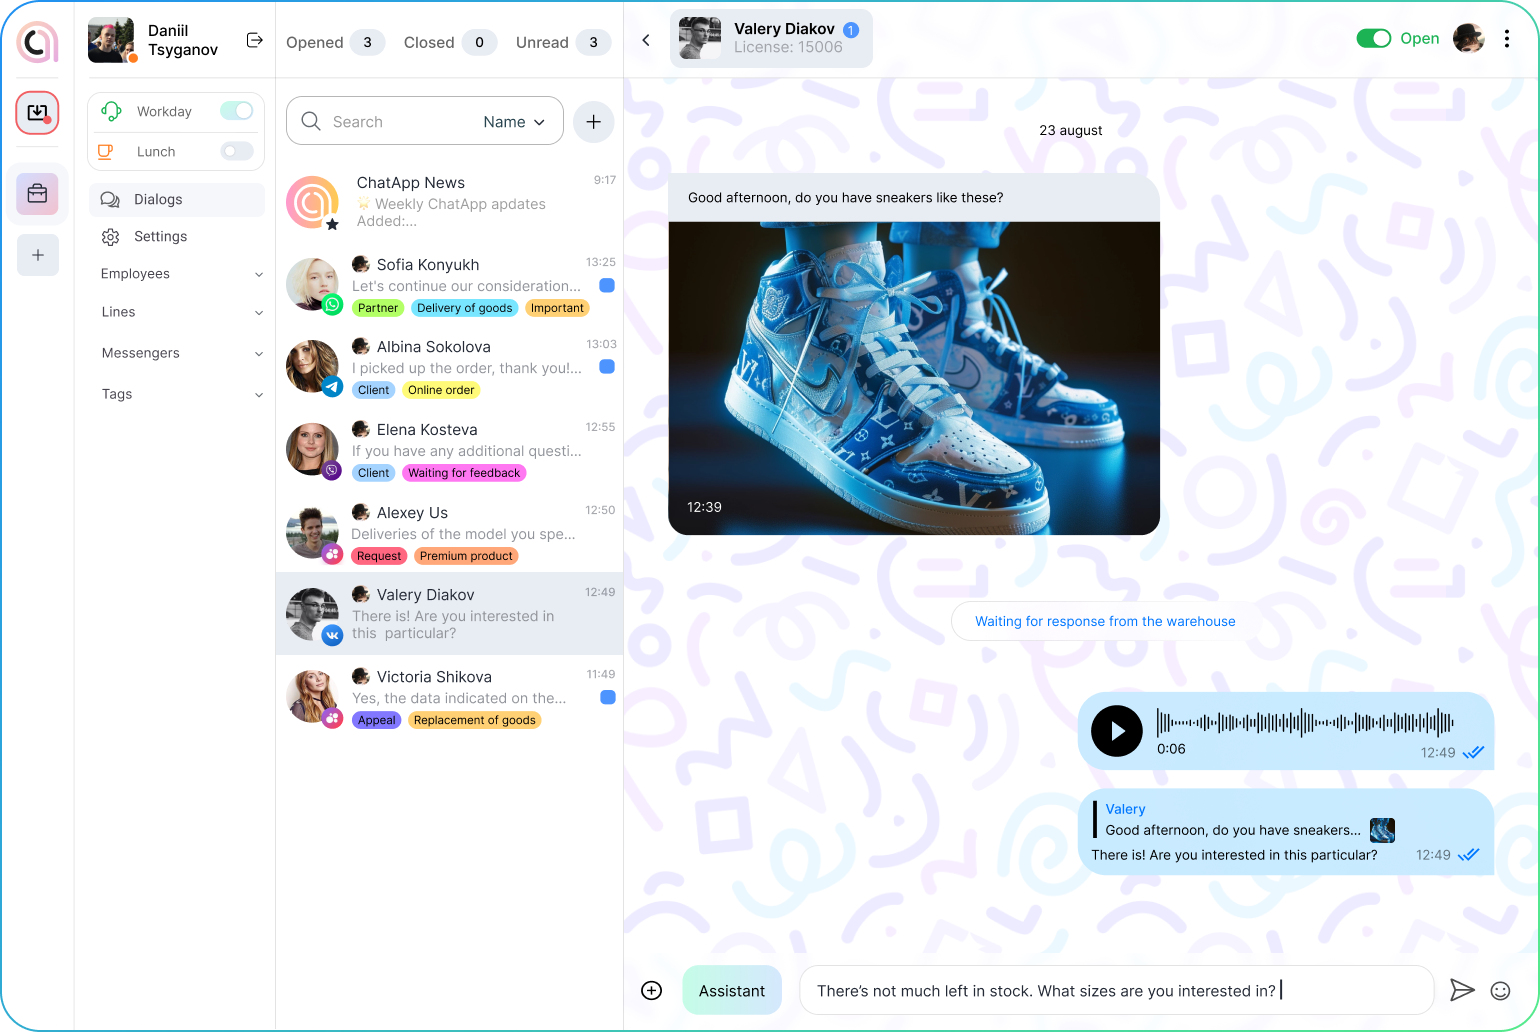 Daniil
Tsyganov
Workday
Lunch
Dialogs
Settings
Employees
Lines
Messengers
Tags
Opened 3 Closed 0 Unread 3
Search Name
ChatApp News 9:17
Weekly ChatApp apdates
Added:...
Sofia Konyukh 13:25
Let's continue our consideration...
Partner Delivery of goods Important
Albina Sokolova 13:03
I picked up the order, thank you!...
Client Online order
Elena Kosteva 12:55
If you have any additional questi...
Client Waiting for feedback
Alexey Us 12:50
Deliveries of the model you spe...
Request Premium product
Valery Diakov 12:49
There is! Are you interested in
this particular?
Victoria Shikova 11:49
Yes, the data indicated on the...
Appeal Replacement of goods
Valery Diakov 1
License: 15006
Open
23 august
Good afternoon, do you have sneakers like these?
12:39
Waiting for response from the warehouse
0:06
12:49
Valery
Good afternoon, do you have sneakers...
There is! Are you interested in this particular? 12:49
Assistant
There’s not much left in stock. What sizes are you interested in?